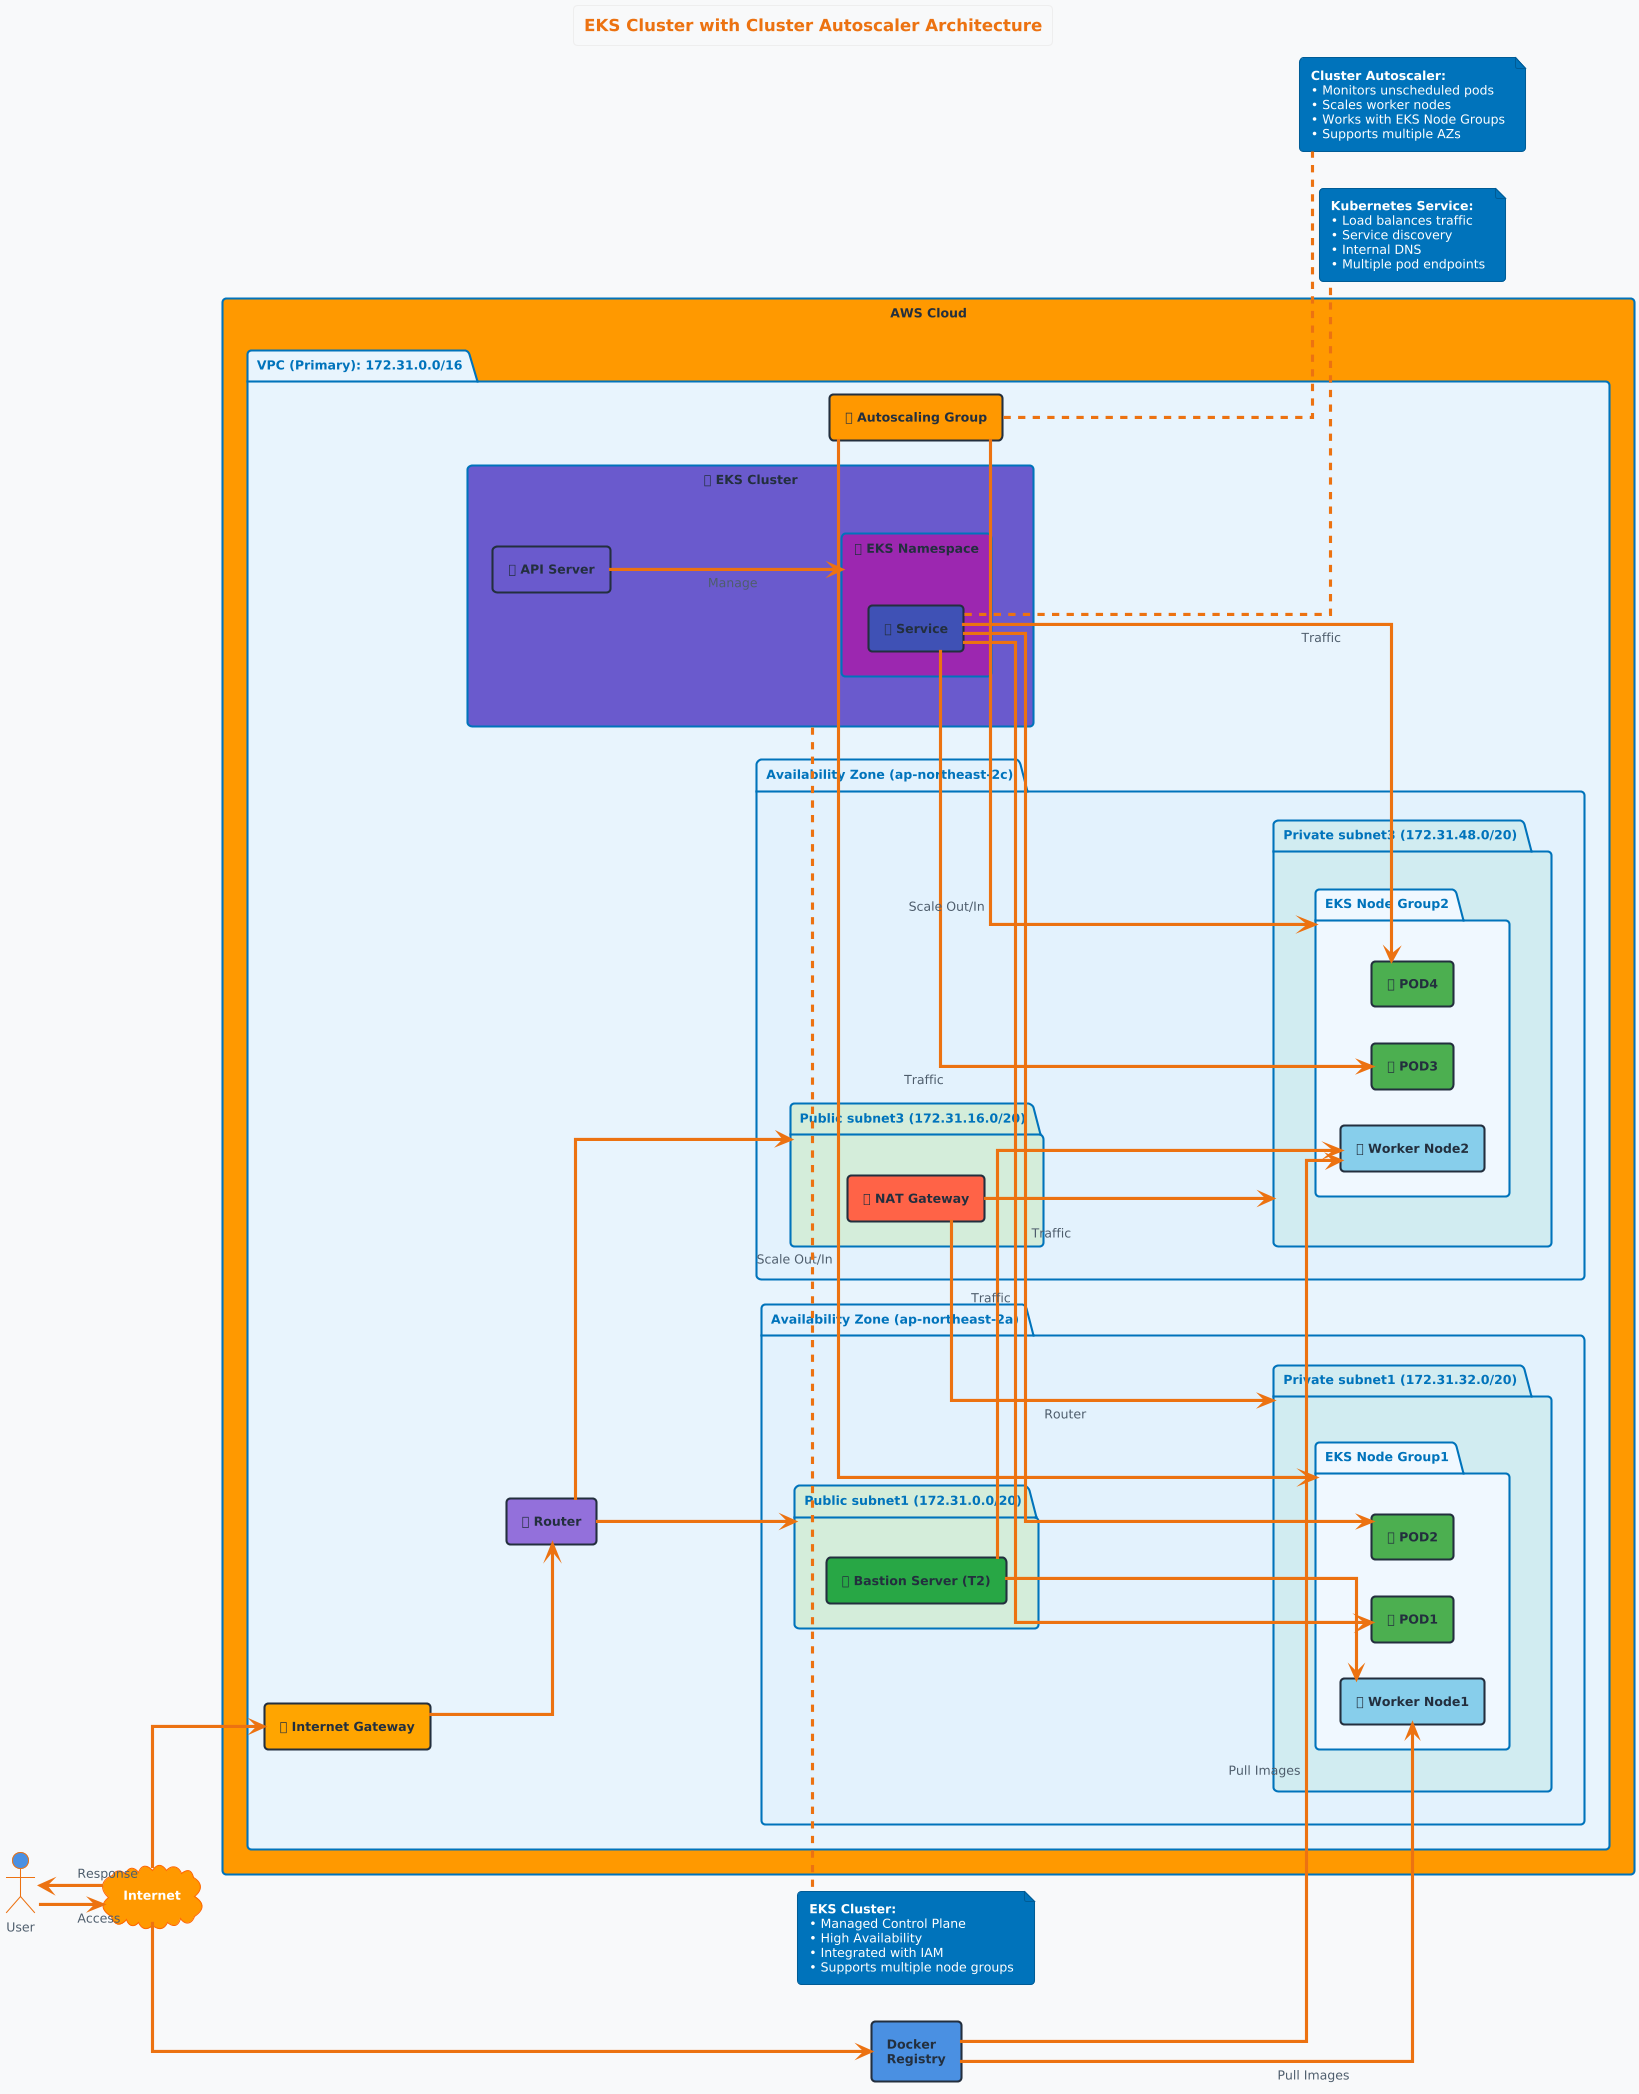 EKS Cluster with Cluster Autoscaler Architecture
Cluster Autoscaler:
• Monitors unscheduled pods
• Scales worker nodes
• Works with EKS Node Groups
• Supports multiple AZs
Kubernetes Service:
• Load balances traffic
• Service discovery
• Internal DNS
• Multiple pod endpoints
AWS Cloud
VPC (Primary): 172.31.0.0/16
Autoscaling Group
EKS Cluster
EKS Namespace
API Server
Manage
Service
Traffic
Availability Zone (ap-northeast-2c)
Private subnet3 (172.31.48.0/20)
EKS Node Group2
Scale Out/In
POD4
POD3
Traffic
Public subnet3 (172.31.16.0/20)
Worker Node2
NAT Gateway
Traffic
Scale Out/In
Traffic
Availability Zone (ap-northeast-2a)
Private subnet1 (172.31.32.0/20)
Router
EKS Node Group1
Public subnet1 (172.31.0.0/20)
Router
POD2
Bastion Server (T2)
POD1
Worker Node1
Internet Gateway
Pull Images
Response
Internet
Access
User
EKS Cluster:
• Managed Control Plane
• High Availability
• Integrated with IAM
• Supports multiple node groups
Docker
Registry
Pull Images